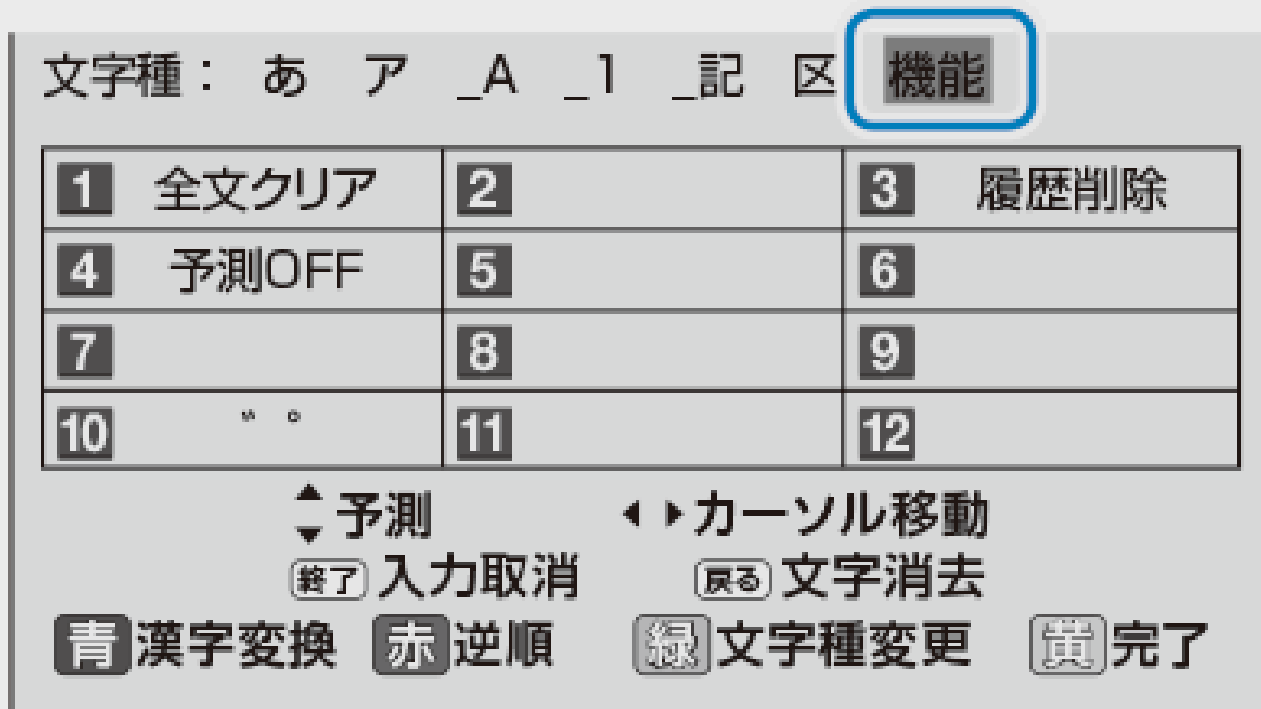 文字種： あ ア _A _1 _記 区 機能
1 全文クリア 2 3 履歴削除
4 予測OFF 5 6
7 8 9
10 ゛゜ 11 12
予測 カーソル移動
終了 入力取消 戻る 文字消去
青 漢字変換 赤 逆順 緑 文字種変更 黄 完了